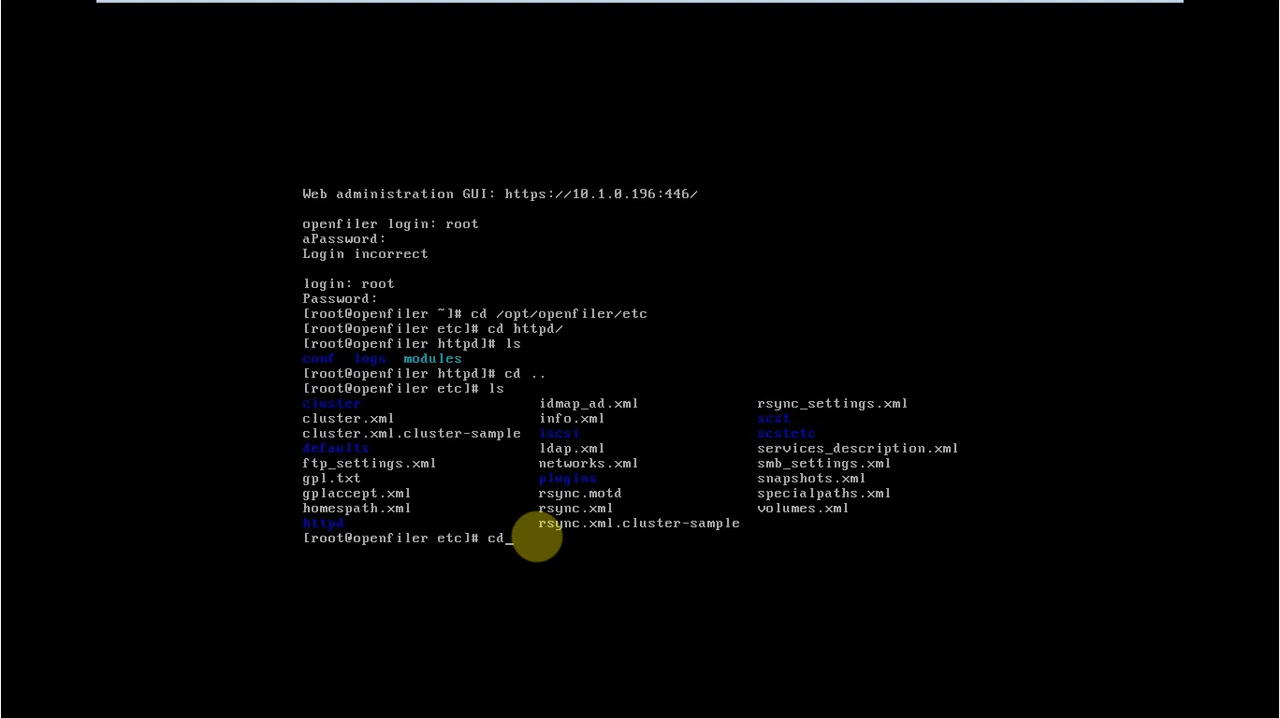 Web administration GUI: https://10.1.0.196:446/
openfiler login: root
aPassword:
Login incorrect
login: root
Password:
[root@openfiler ~]# cd /opt/openfiler/etc
[root@openfiler etc]# cd httpd/
[root@openfiler httpd]# ls
conf logs modules
[root@openfiler httpd]# cd ..
[root@openfiler etc]# ls
cluster idmap_ad.xml rsync_settings.xml
cluster.xml info.xml scst
cluster.xml.cluster-sample iscsi scstetc
defaults ldap.xml services_description.xml
ftp_settings.xml networks.xml smb_settings.xml
gpl.txt plugins snapshots.xml
gplaccept.xml rsync.motd specialpaths.xml
homespath.xml rsync.xml volumes.xml
httpd rsync.xml.cluster-sample
[root@openfiler etc]# cd_